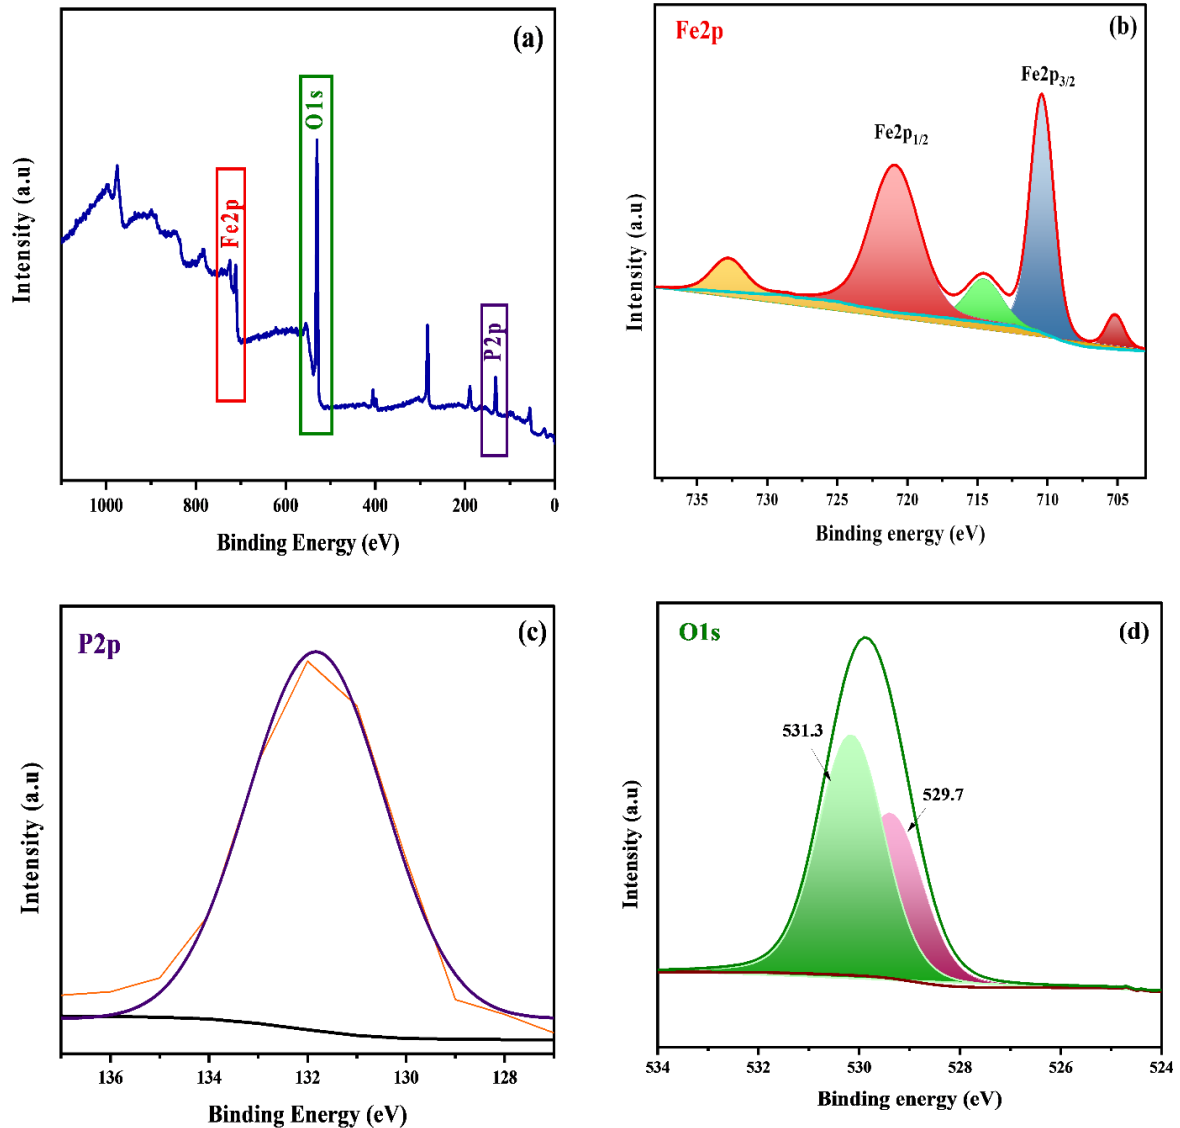 (a)
O1s
Fe2p
P2p
Intensity (a.u)
1000 800 600 400 200 0
Binding Energy (eV)
Fe2p
(b)
Fe2p3/2
Fe2p1/2
Intensity (a.u)
735 730 725 720 715 710 705
Binding energy (eV)
P2p
(c)
Intensity (a.u)
136 134 132 130 128
Binding Energy (eV)
O1s
(d)
531.3
529.7
Intensity (a.u)
534 532 530 528 526 524
Binding energy (eV)